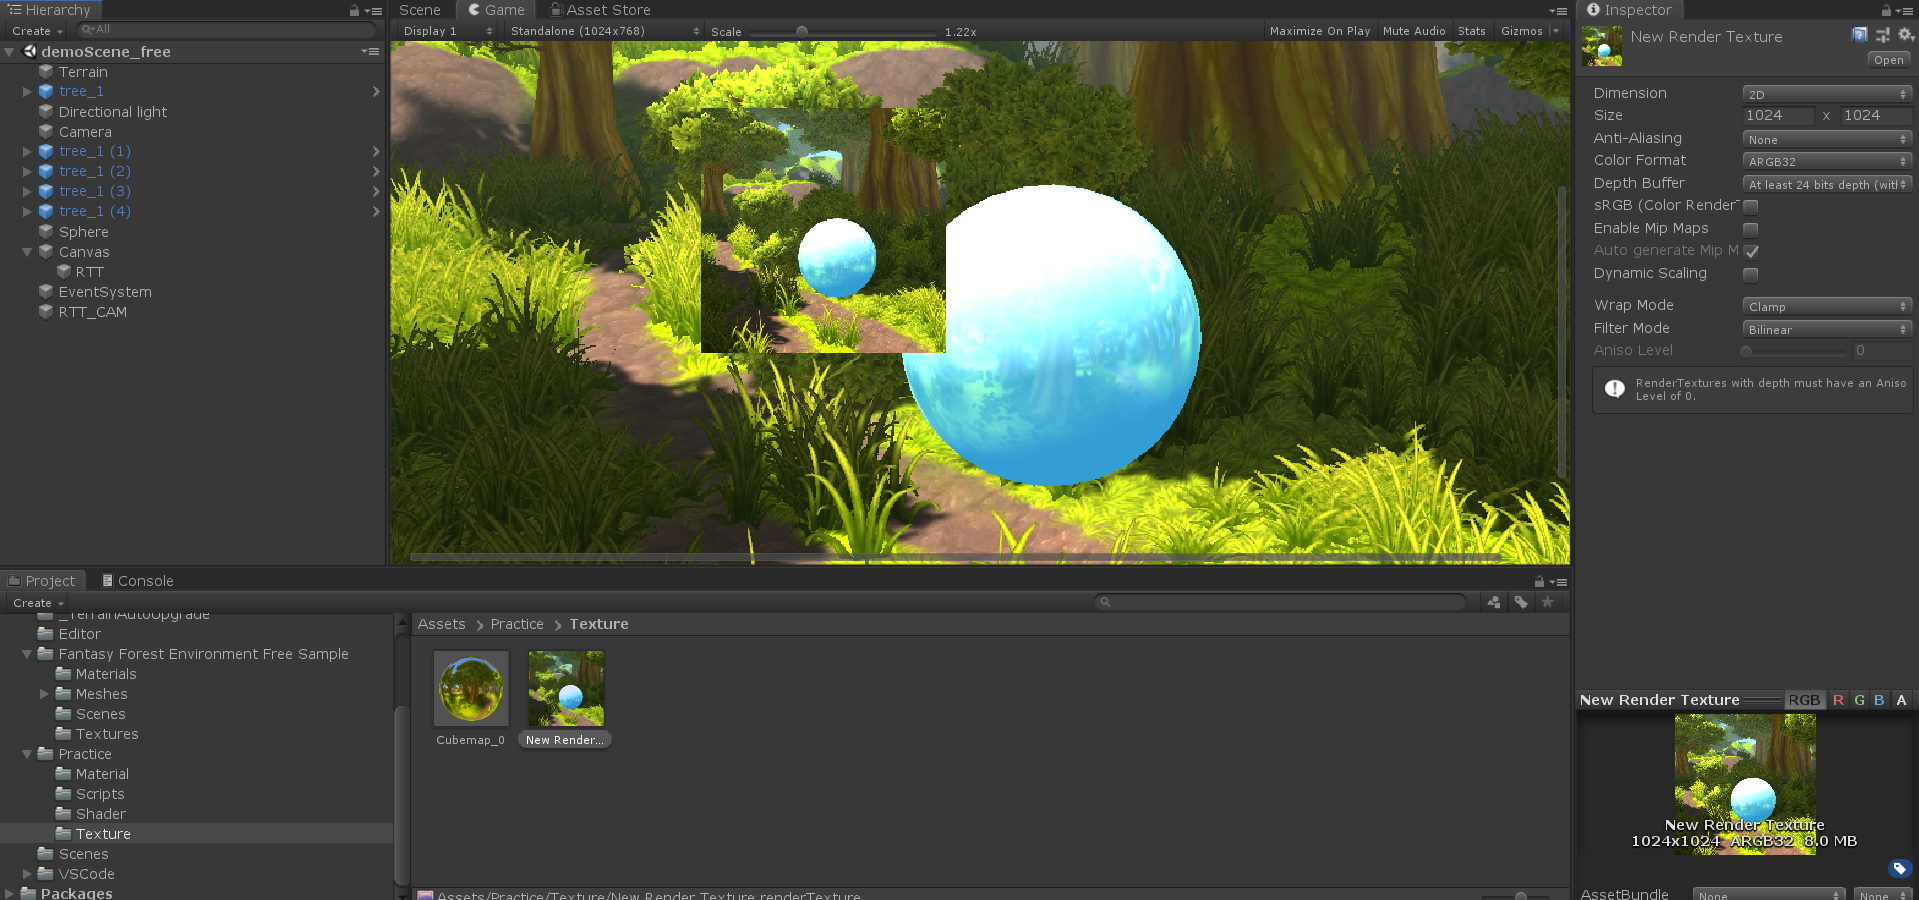 Hierarchy
Create
All
demoScene_free
Terrain
tree_1
Directional light
Camera
tree_1 (1)
tree_1 (2)
tree_1 (3)
tree_1 (4)
Sphere
Canvas
RTT
EventSystem
RTT_CAM
Scene
Game
Asset Store
Display 1
Standalone (1024x768)
Scale
1.22x
Maximize On Play
Mute Audio
Stats
Gizmos
Inspector
New Render Texture
Open
Dimension
2D
Size
1024 x 1024
Anti-Aliasing
None
Color Format
ARGB32
Depth Buffer
At least 24 bits depth (witl
sRGB (Color Render
Enable Mip Maps
Auto generate Mip M
Dynamic Scaling
Wrap Mode
Clamp
Filter Mode
Bilinear
Aniso Level
0
RenderTextures with depth must have an Aniso
Level of 0.
Project
Console
Create
_TerrainAutoUpgrade
Editor
Fantasy Forest Environment Free Sample
Materials
Meshes
Scenes
Textures
Practice
Material
Scripts
Shader
Texture
Scenes
VSCode
Packages
Assets
Practice
Texture
Cubemap_0
New Render...
Assets/Practice/Texture/New Render Texture.renderTexture
New Render Texture
RGB R G B A
New Render Texture
1024x1024 ARGB32 8.0 MB
AssetBundle
None
None